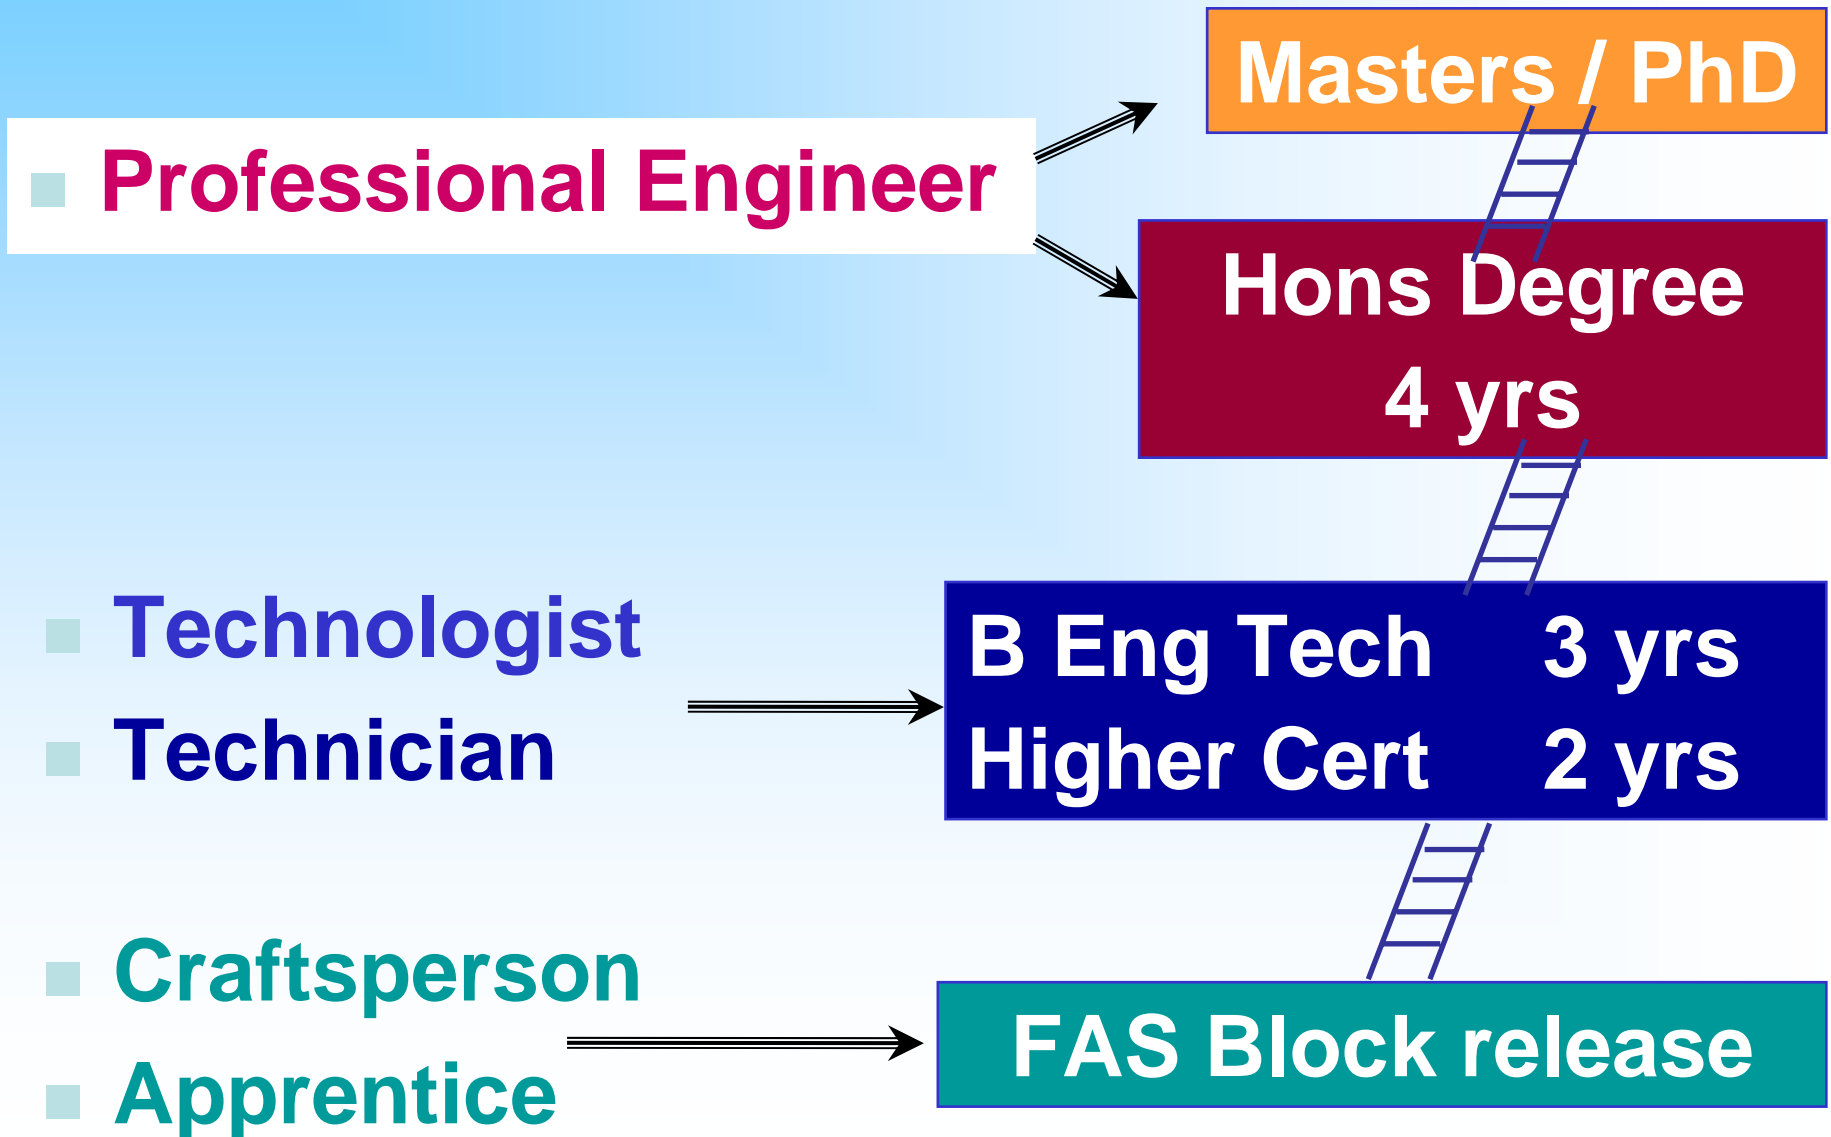 Masters / PhD
Professional Engineer
Hons Degree
4 yrs
Technologist
B Eng Tech 3 yrs
Technician
Higher Cert 2 yrs
Craftsperson
FAS Block release
Apprentice